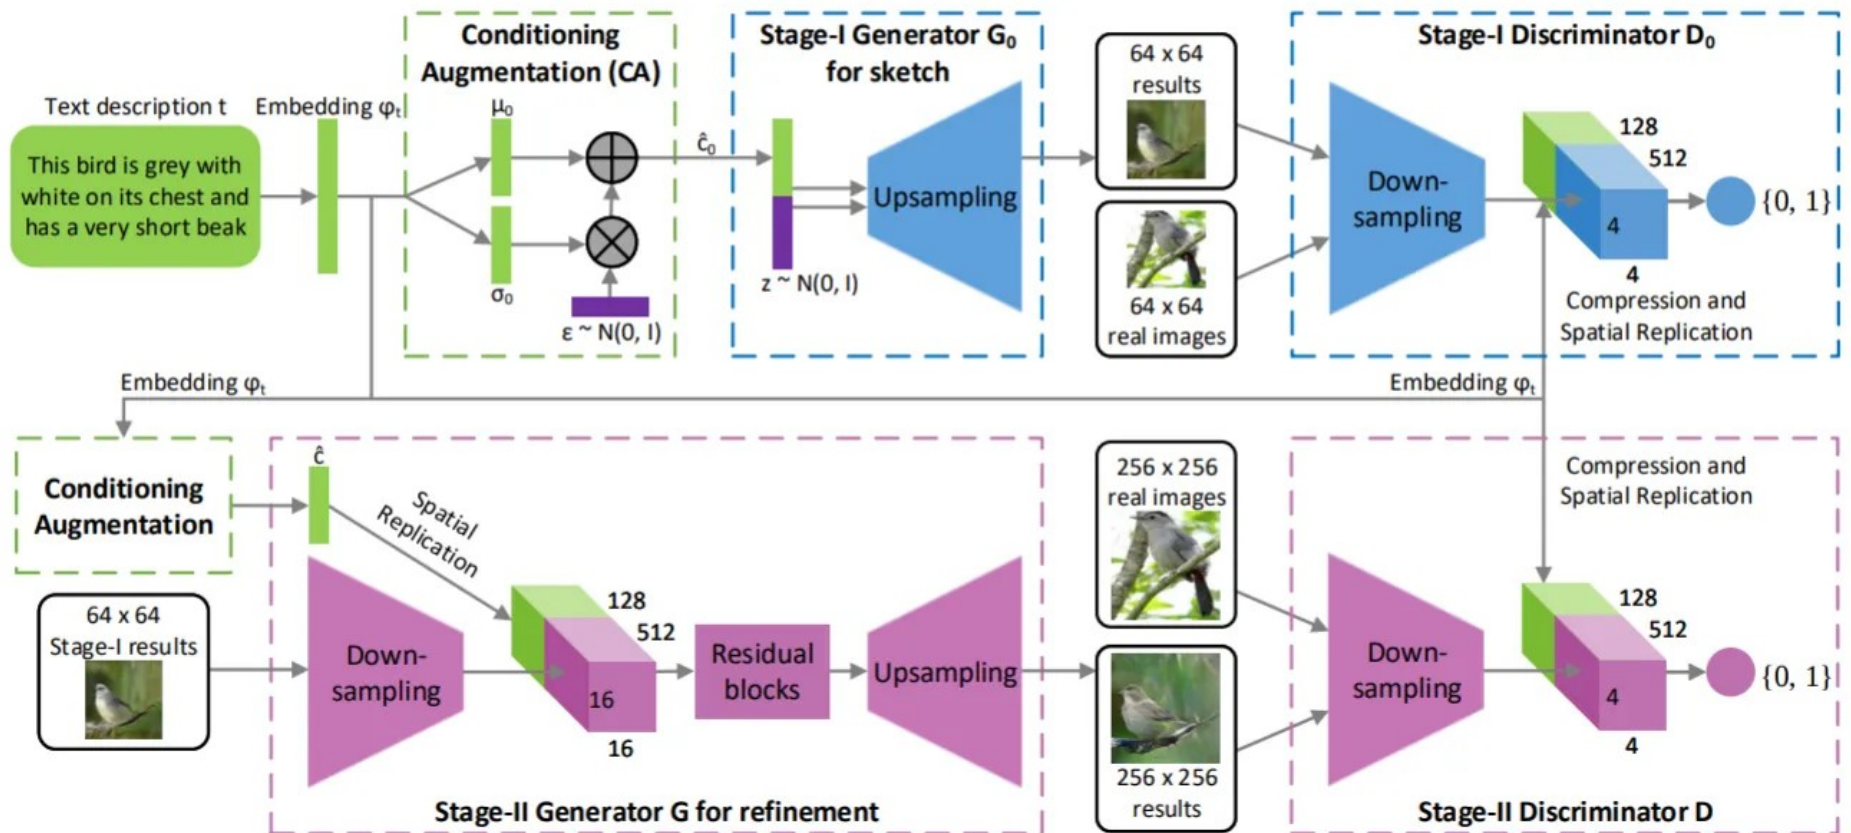 Conditioning
Augmentation (CA)
Stage-I Generator G₀
for sketch
Stage-I Discriminator D₀
Text description t
Embedding φₜ
This bird is grey with
white on its chest and
has a very short beak
μ₀
σ₀
ε ~ N(0, I)
ĉ₀
z ~ N(0, I)
Upsampling
64 x 64
results
64 x 64
real images
Down-
sampling
128
512
4
4
{0, 1}
Compression and
Spatial Replication
Embedding φₜ
Embedding φₜ
Conditioning
Augmentation
ĉ
Spatial
Replication
64 x 64
Stage-I results
Down-
sampling
128
512
16
16
Residual
blocks
Upsampling
Stage-II Generator G for refinement
256 x 256
real images
256 x 256
results
Compression and
Spatial Replication
Down-
sampling
128
512
4
4
{0, 1}
Stage-II Discriminator D